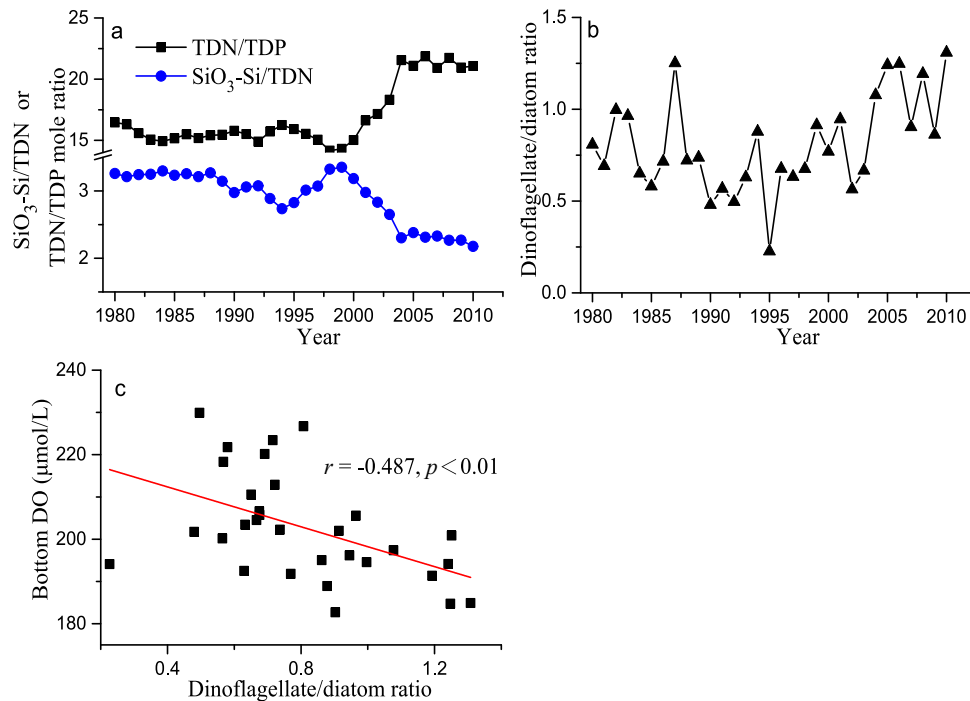 a
TDN/TDP
SiO₃-Si/TDN
SiO₃-Si/TDN or
TDN/TDP mole ratio
25
20
15
3
2
1980 1985 1990 1995 2000 2005 2010
Year
b
Dinoflagellate/diatom ratio
1.5
1.0
0.5
0.0
1980 1985 1990 1995 2000 2005 2010
Year
c
r = -0.487, p < 0.01
Bottom DO (μmol/L)
240
220
200
180
0.4 0.8 1.2
Dinoflagellate/diatom ratio